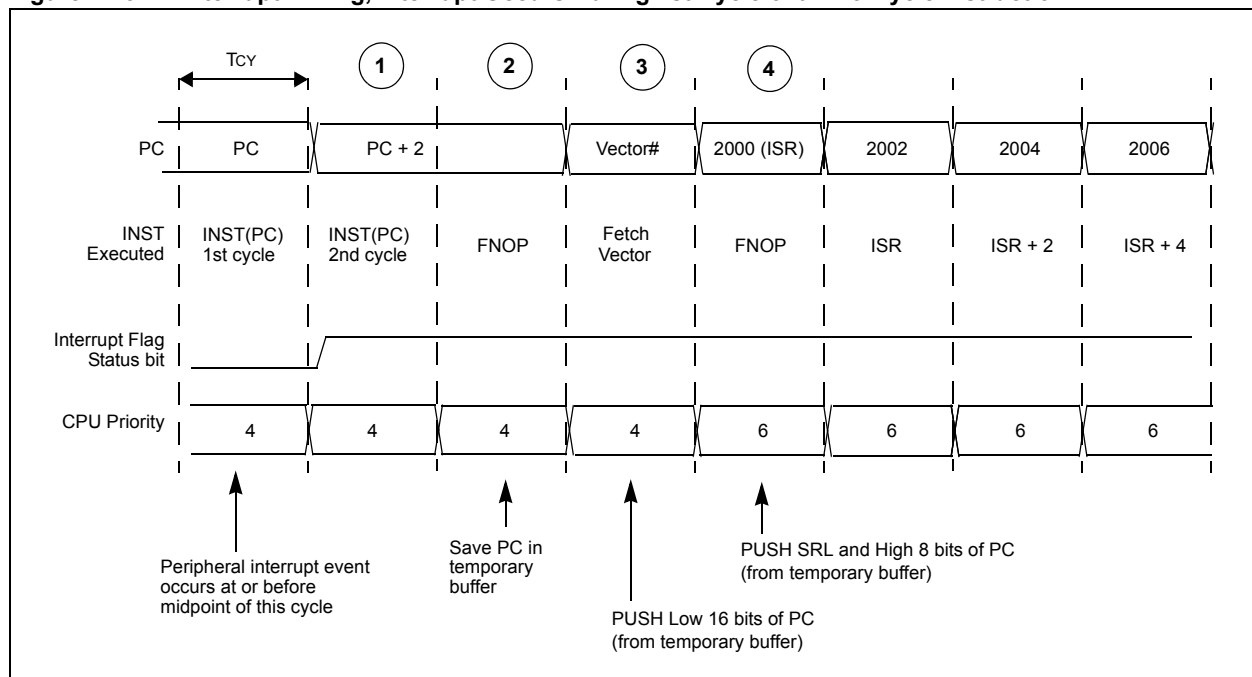 TCY
1
2
3
4
PC
PC
PC + 2
Vector#
2000 (ISR)
2002
2004
2006
INST
Executed
INST(PC)
1st cycle
INST(PC)
2nd cycle
FNOP
Fetch
Vector
FNOP
ISR
ISR + 2
ISR + 4
Interrupt Flag
Status bit
CPU Priority
4
4
4
4
6
6
6
6
Peripheral interrupt event
occurs at or before
midpoint of this cycle
Save PC in
temporary
buffer
PUSH Low 16 bits of PC
(from temporary buffer)
PUSH SRL and High 8 bits of PC
(from temporary buffer)